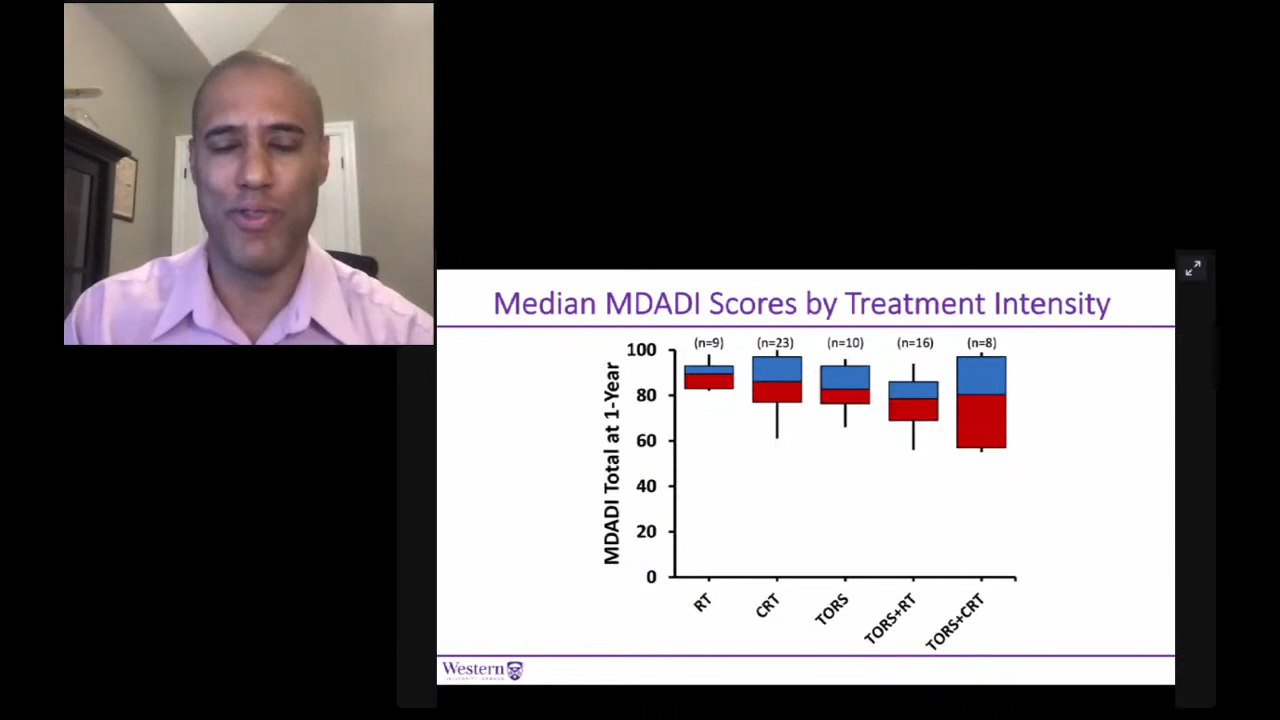 Median MDADI Scores by Treatment Intensity
(n=9) (n=23) (n=10) (n=16) (n=8)
MDADI Total at 1-Year
100
80
60
40
20
0
RT CRT TORS TORS+RT TORS+CRT
Western